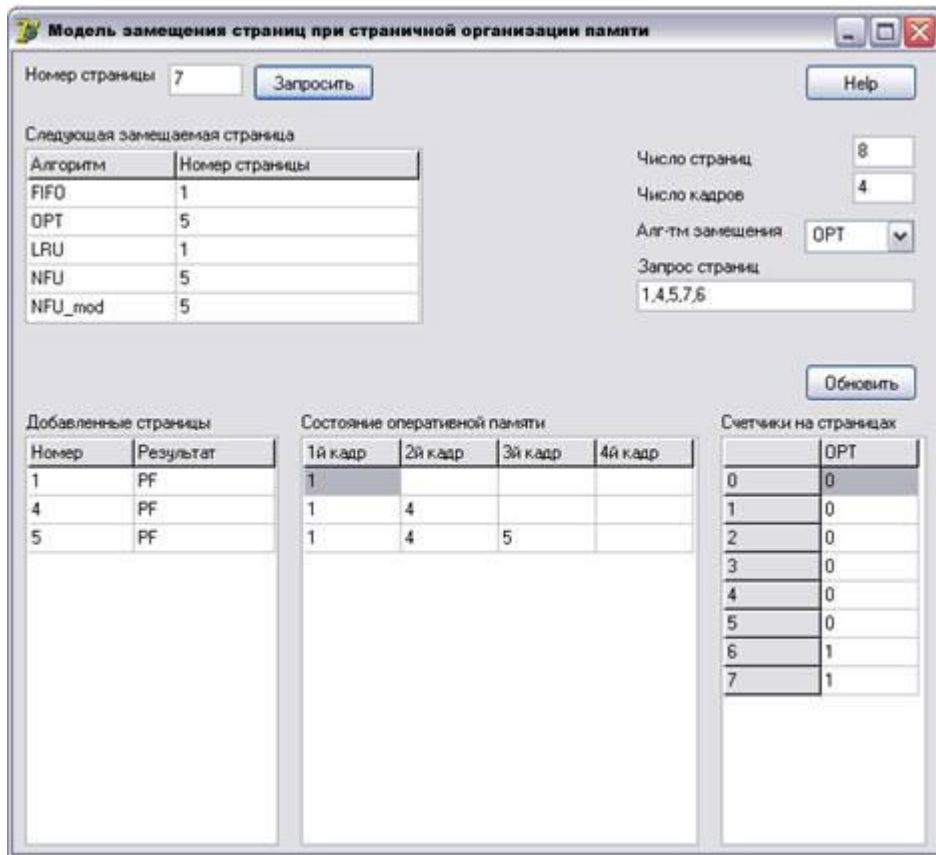 Модель замещения страниц при страничной организации памяти
Номер страницы 7 Запросить Help
Следующая замещаемая страница
Алгоритм Номер страницы
FIFO 1
OPT 5
LRU 1
NFU 5
NFU_mod 5
Число страниц 8
Число кадров 4
Алг-тм замещения OPT
Запрос страниц
1,4,5,7,6
Обновить
Добавленные страницы
Номер Результат
1 PF
4 PF
5 PF
Состояние оперативной памяти
1й кадр 2й кадр 3й кадр 4й кадр
1
1 4
1 4 5
Счетчики на страницах
OPT
0 0
1 0
2 0
3 0
4 0
5 0
6 1
7 1